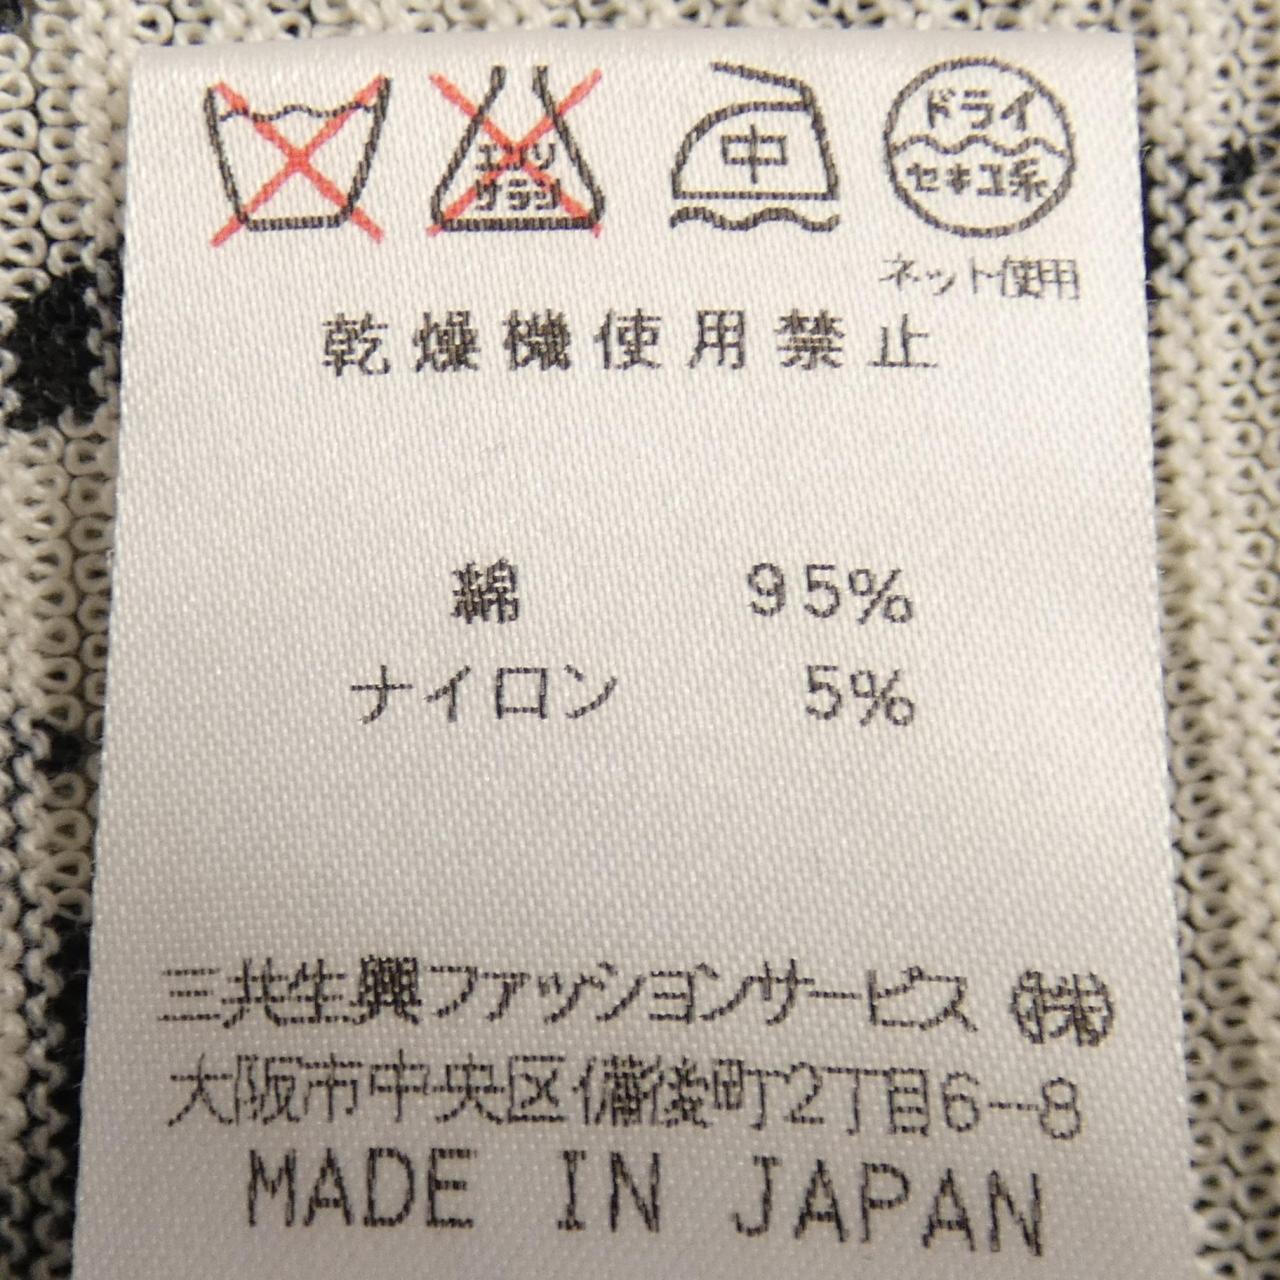 エンソ
サラシ
中
ドライ
セキユ系
ネット使用
乾燥機使用禁止
綿 95%
ナイロン 5%
三共生興ファッションサービス ㈱
大阪市中央区備後町2丁目6-8
MADE IN JAPAN